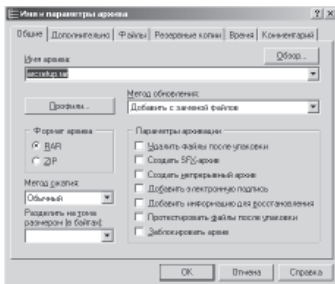 Имя и параметры архива
Общие Дополнительно Файлы Резервные копии Время Комментарий
Имя архива:
Обзор...
Профили...
Метод обновления:
Добавить с заменой файлов
Формат архива
RAR
ZIP
Метод сжатия:
Обычный
Разделить на тома
размером (в байтах):
Параметры архивации
Удалить файлы после упаковки
Создать SFX-архив
Создать непрерывный архив
Добавить электронную подпись
Добавить информацию для восстановления
Протестировать файлы после упаковки
Заблокировать архив
OK Отмена Справка